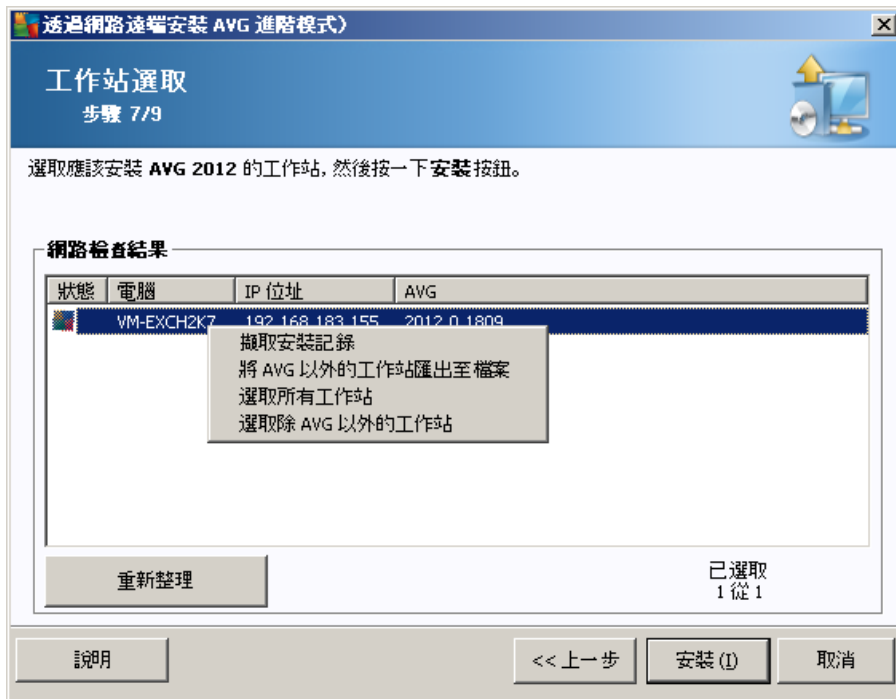 透過網路遠端安裝 AVG 進階模式）
工作站選取
步驟 7/9
選取應該安裝 AVG 2012 的工作站, 然後按一下安裝按鈕。
網路檢查結果
狀態 電腦 IP 位址 AVG
VM-EXCH2K7 192.168.183.155 2012.0.1809
擷取安裝記錄
將 AVG 以外的工作站匯出至檔案
選取所有工作站
選取除 AVG 以外的工作站
重新整理
已選取
1 從 1
說明 << 上一步 安裝 (I) 取消